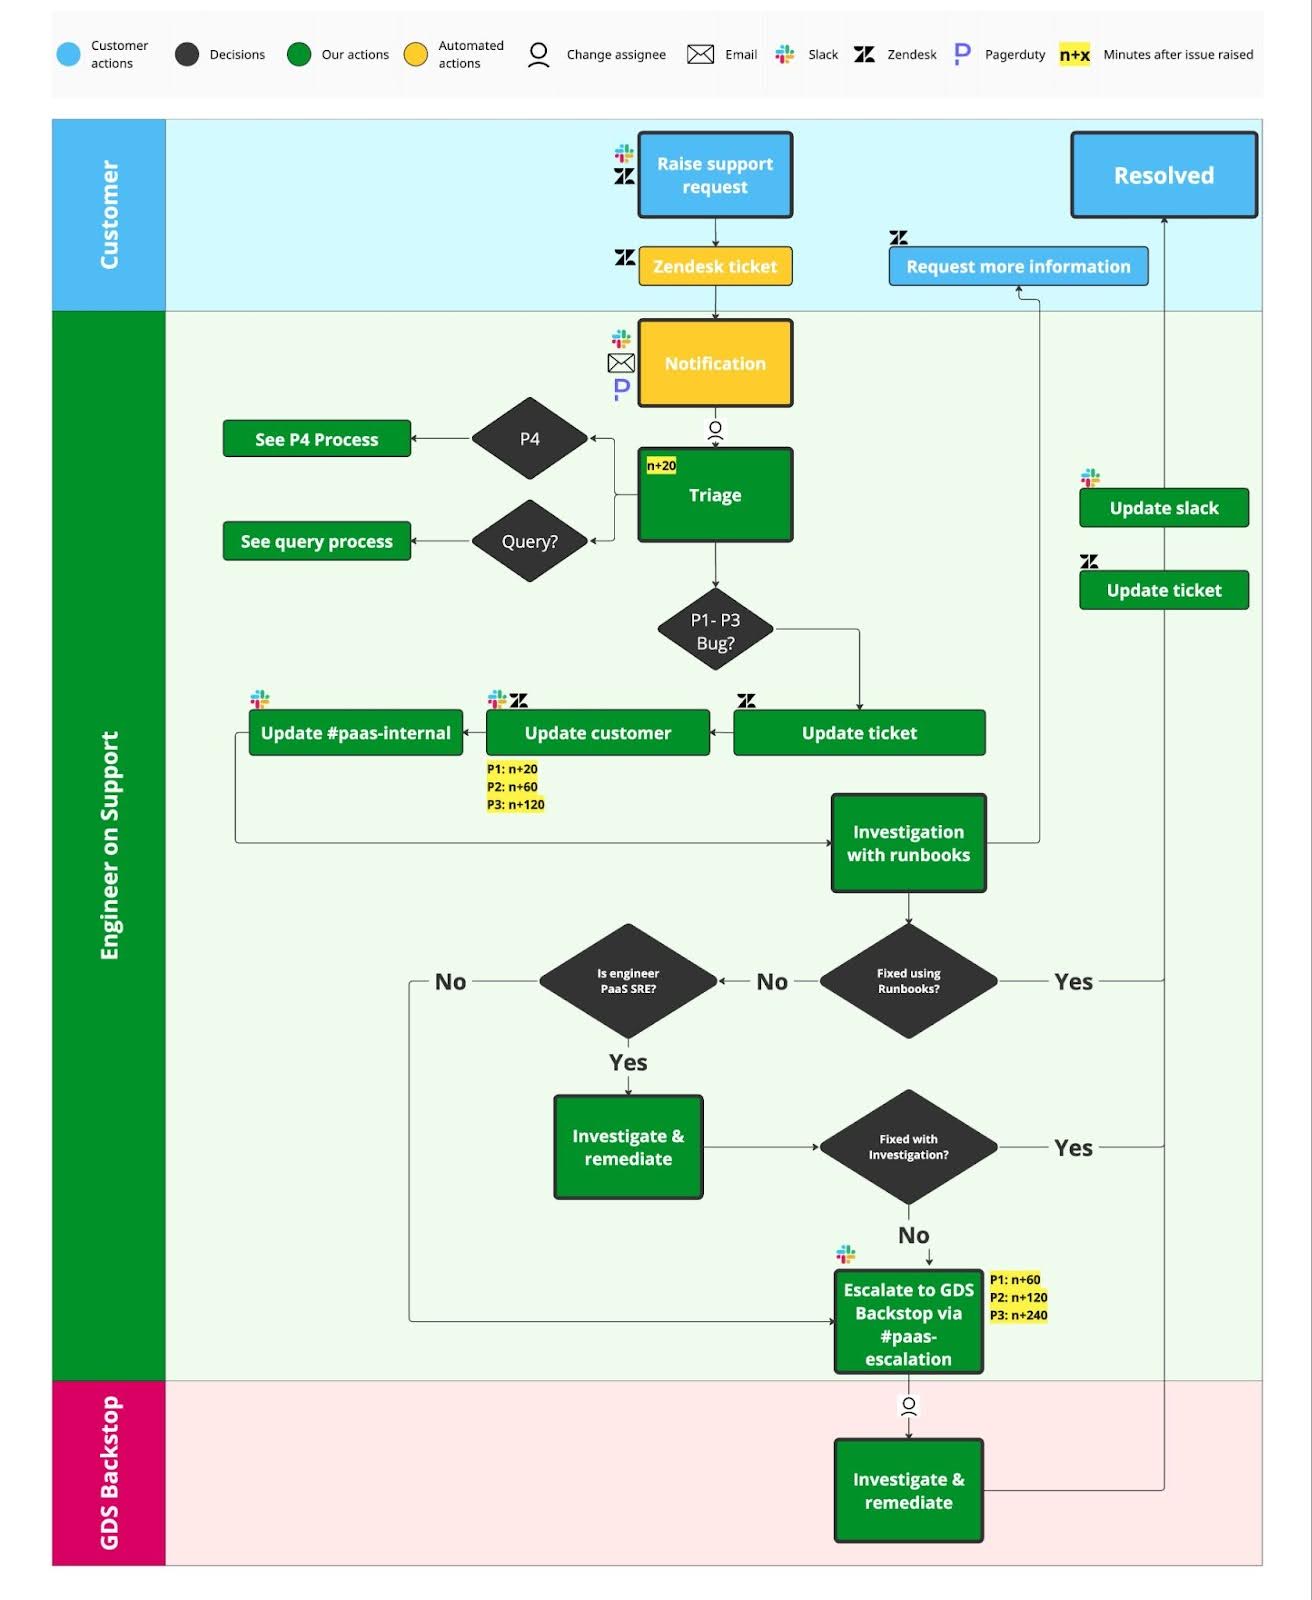 Customer
actions
Decisions
Our actions
Automated
actions
Change assignee
Email
Slack
Zendesk
Pagerduty
n+x
Minutes after issue raised
Customer
Raise support
request
Resolved
Zendesk ticket
Request more information
Engineer on Support
Notification
See P4 Process
P4
n+20
Triage
See query process
Query?
Update slack
Update ticket
P1- P3
Bug?
Update #paas-internal
Update customer
Update ticket
P1: n+20
P2: n+60
P3: n+120
Investigation
with runbooks
No
Is engineer
PaaS SRE?
No
Fixed using
Runbooks?
Yes
Yes
Investigate &
remediate
Fixed with
Investigation?
Yes
No
Escalate to GDS
Backstop via
#paas-
escalation
P1: n+60
P2: n+120
P3: n+240
GDS Backstop
Investigate &
remediate